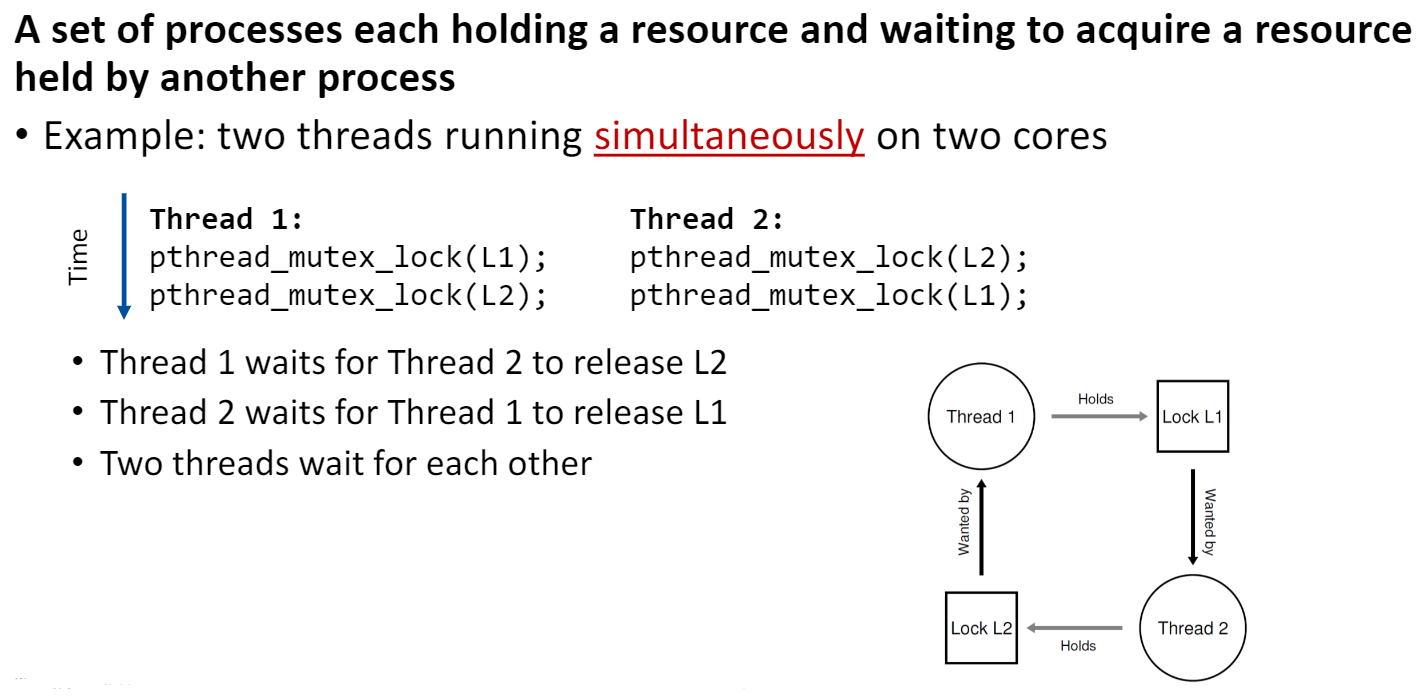 A set of processes each holding a resource and waiting to acquire a resource
held by another process
• Example: two threads running simultaneously on two cores
Time
Thread 1:
pthread_mutex_lock(L1);
pthread_mutex_lock(L2);
Thread 2:
pthread_mutex_lock(L2);
pthread_mutex_lock(L1);
• Thread 1 waits for Thread 2 to release L2
• Thread 2 waits for Thread 1 to release L1
• Two threads wait for each other
Thread 1
Holds
Lock L1
Wanted by
Wanted by
Lock L2
Holds
Thread 2